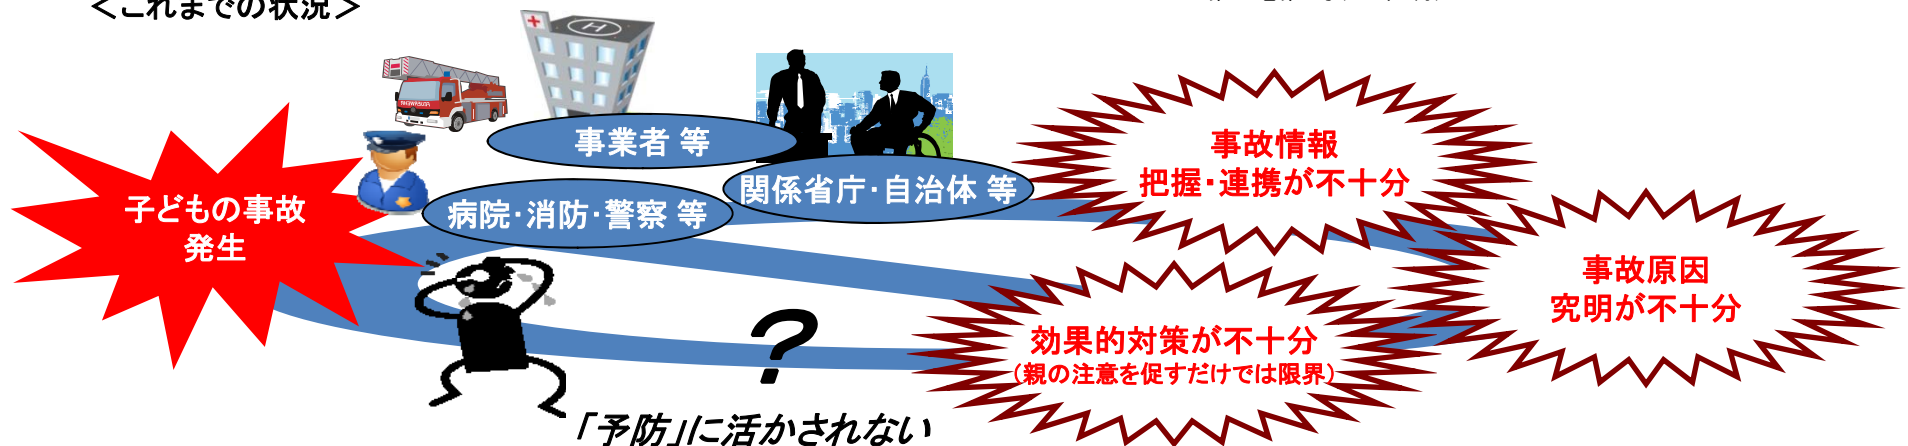 ＜これまでの状況＞
事業者 等
関係省庁・自治体 等
病院・消防・警察 等
子どもの事故
発生
事故情報
把握・連携が不十分
事故原因
究明が不十分
効果的対策が不十分
（親の注意を促すだけでは限界）
？
「予防」に活かされない